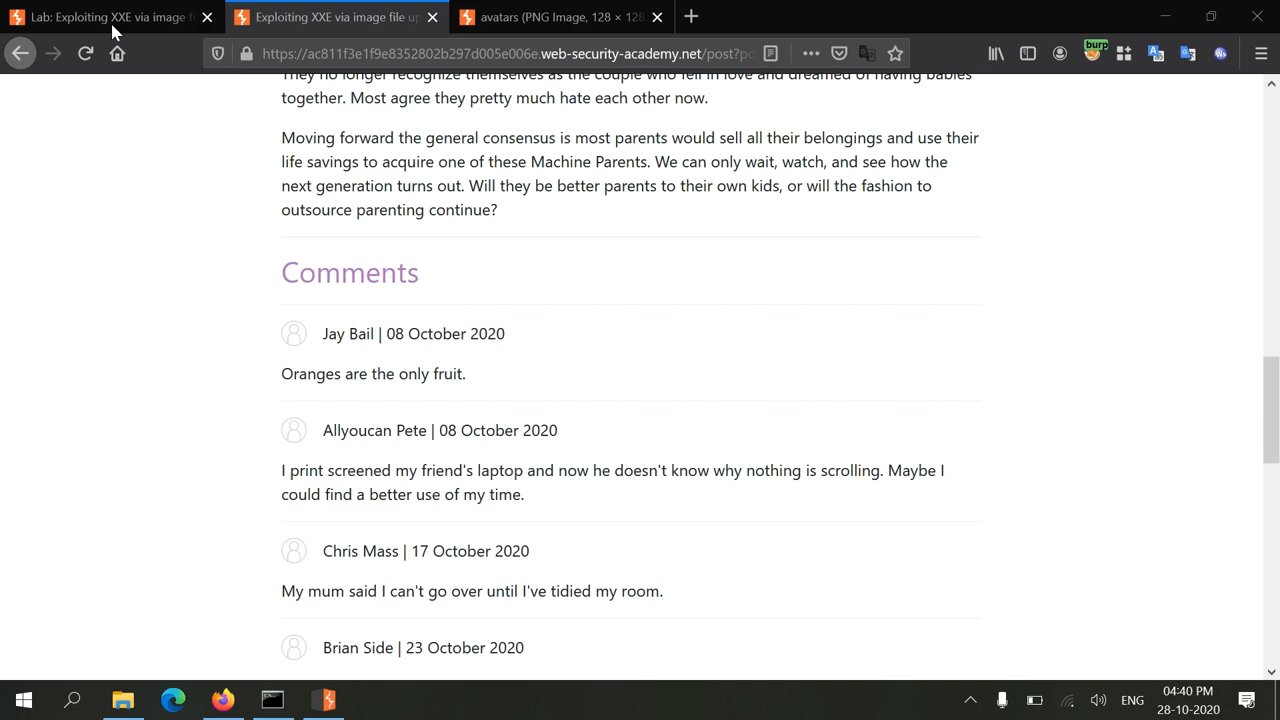 Lab: Exploiting XXE via image fi
Exploiting XXE via image file up
avatars (PNG Image, 128 × 128
https://ac811f3e1f9e8352802b297d005e006e.web-security-academy.net/post?po
burp
They no longer recognize themselves as the couple who fell in love and dreamed of having babies
together. Most agree they pretty much hate each other now.
Moving forward the general consensus is most parents would sell all their belongings and use their
life savings to acquire one of these Machine Parents. We can only wait, watch, and see how the
next generation turns out. Will they be better parents to their own kids, or will the fashion to
outsource parenting continue?
Comments
Jay Bail | 08 October 2020
Oranges are the only fruit.
Allyoucan Pete | 08 October 2020
I print screened my friend's laptop and now he doesn't know why nothing is scrolling. Maybe I
could find a better use of my time.
Chris Mass | 17 October 2020
My mum said I can't go over until I've tidied my room.
Brian Side | 23 October 2020
ENG
04:40 PM
28-10-2020